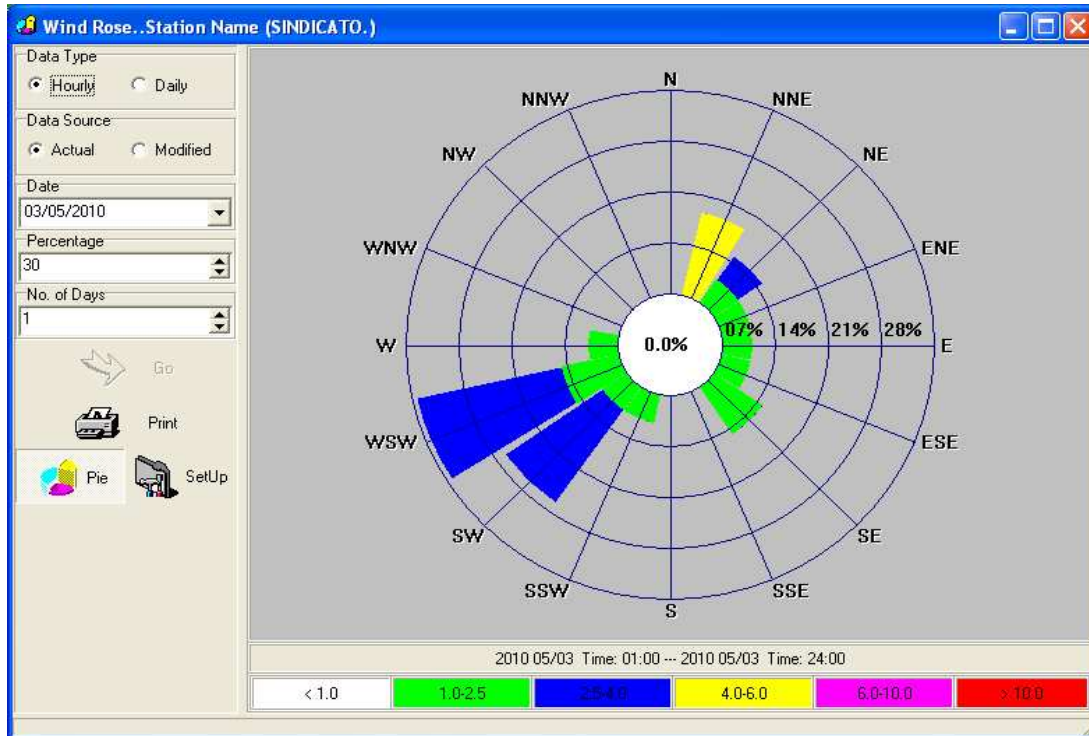 Wind Rose..Station Name (SINDICATO.)
Data Type
Hourly
Daily
Data Source
Actual
Modified
Date
03/05/2010
Percentage
30
No. of Days
1
Go
Print
Pie
SetUp
N
NNW
NNE
NW
NE
WNW
ENE
W
0.0%
07%
14%
21%
28%
E
WSW
ESE
SW
SE
SSW
SSE
S
2010 05/03 Time: 01:00 --- 2010 05/03 Time: 24:00
< 1.0
1.0-2.5
2.5-4.0
4.0-6.0
6.0-10.0
> 10.0